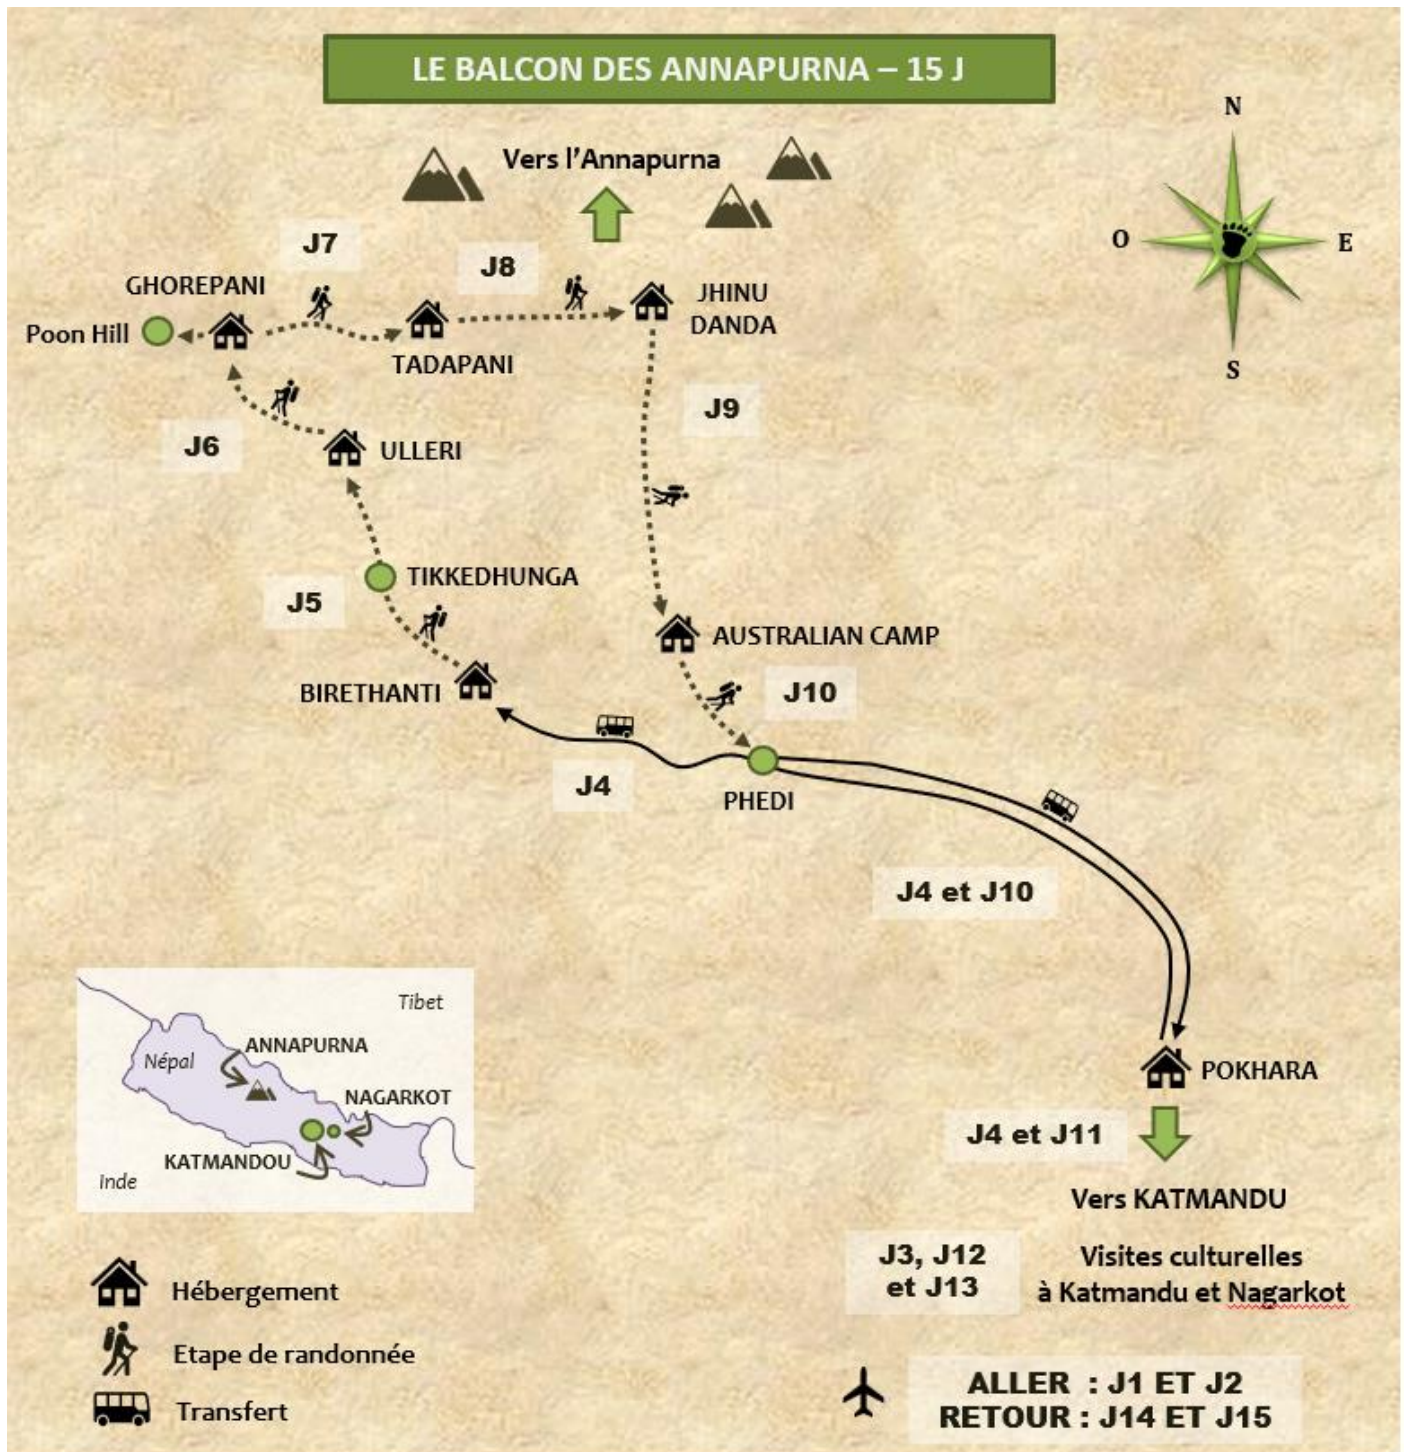 LE BALCON DES ANNAPURNA – 15 J
N
Vers l'Annapurna
O
E
J7
J8
GHOREPANI
JHINU
DANDA
Poon Hill
TADAPANI
S
J9
J6
ULLERI
TIKKEDHUNGA
J5
AUSTRALIAN CAMP
BIRETHANTI
J10
J4
PHEDI
J4 et J10
Tibet
ANNAPURNA
Népal
NAGARKOT
KATMANDOU
Inde
POKHARA
J4 et J11
Vers KATMANDU
J3, J12
et J13
Visites culturelles
à Katmandu et Nagarkot
Hébergement
Etape de randonnée
Transfert
ALLER : J1 ET J2
RETOUR : J14 ET J15